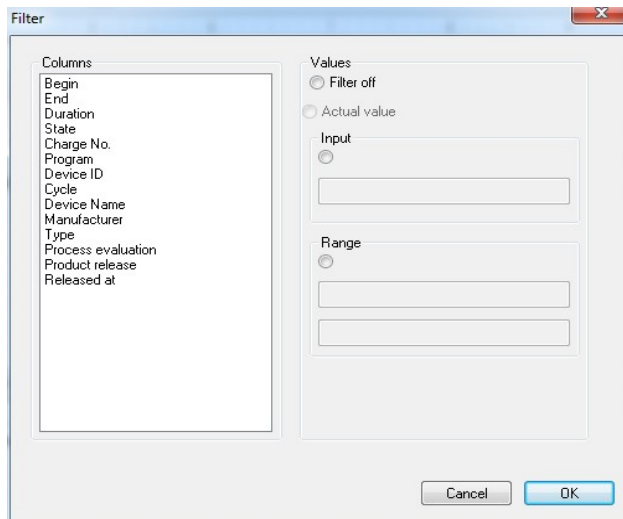 Filter
Columns
Begin
End
Duration
State
Charge No.
Program
Device ID
Cycle
Device Name
Manufacturer
Type
Process evaluation
Product release
Released at
Values
Filter off
Actual value
Input
Range
Cancel
OK